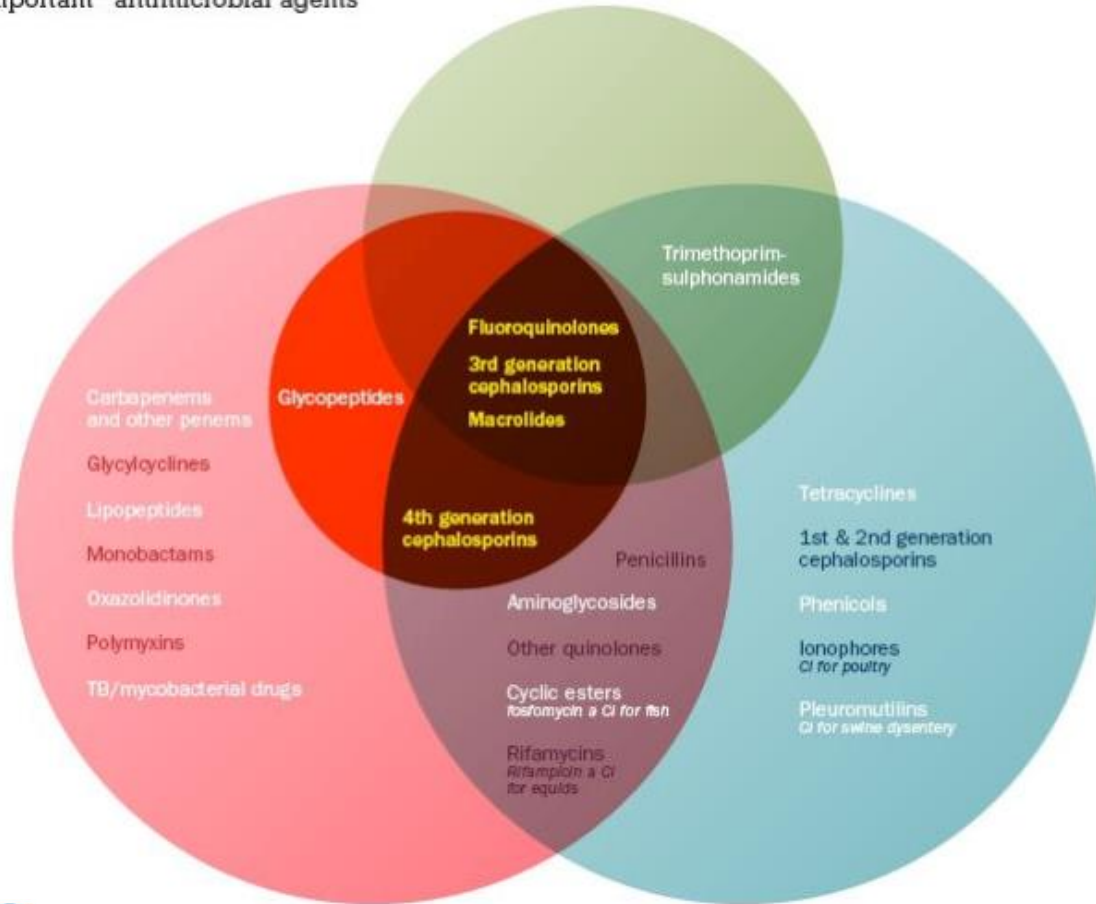 antimicrobial agents
Trimethoprim-
sulphonamides
Fluoroquinolones
3rd generation
cephalosporins
Macrolides
Glycopeptides
4th generation
cephalosporins
Carbapenems
and other penems
Glycylcyclines
Lipopeptides
Monobactams
Oxazolidinones
Polymyxins
TB/mycobacterial drugs
Penicillins
Aminoglycosides
Other quinolones
Cyclic esters
fosfomycin a CI for fish
Rifamycins
Rifampicin a CI
for equids
Tetracyclines
1st & 2nd generation
cephalosporins
Phenicols
Ionophores
CI for poultry
Pleuromutilins
CI for swine dysentery